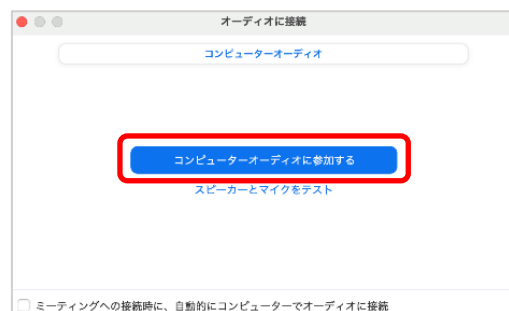 オーディオに接続
コンピューターオーディオ
コンピューターオーディオに参加する
スピーカーとマイクをテスト
ミーティングへの接続時に、自動的にコンピューターでオーディオに接続